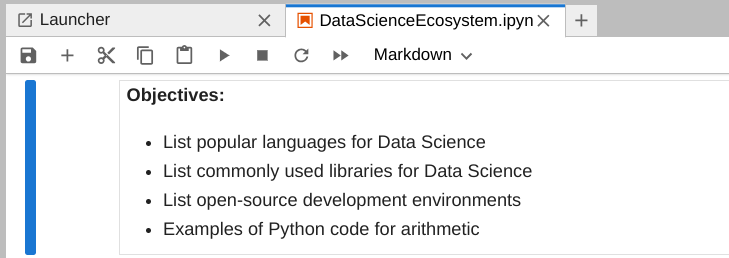 Launcher
DataScienceEcosystem.ipyn
Markdown
Objectives:
List popular languages for Data Science
List commonly used libraries for Data Science
List open-source development environments
Examples of Python code for arithmetic